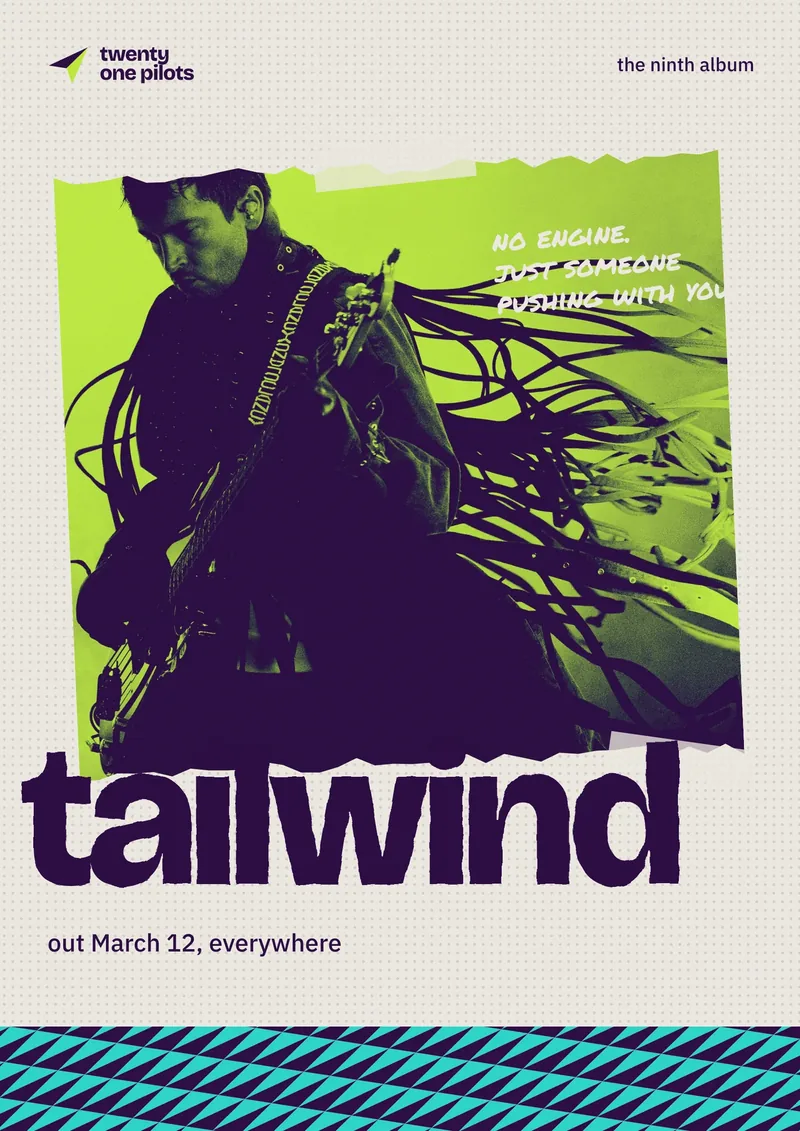 twenty
one pilots
the ninth album
NO ENGINE.
JUST SOMEONE
PUSHING WITH YOU
tailwind
out March 12, everywhere